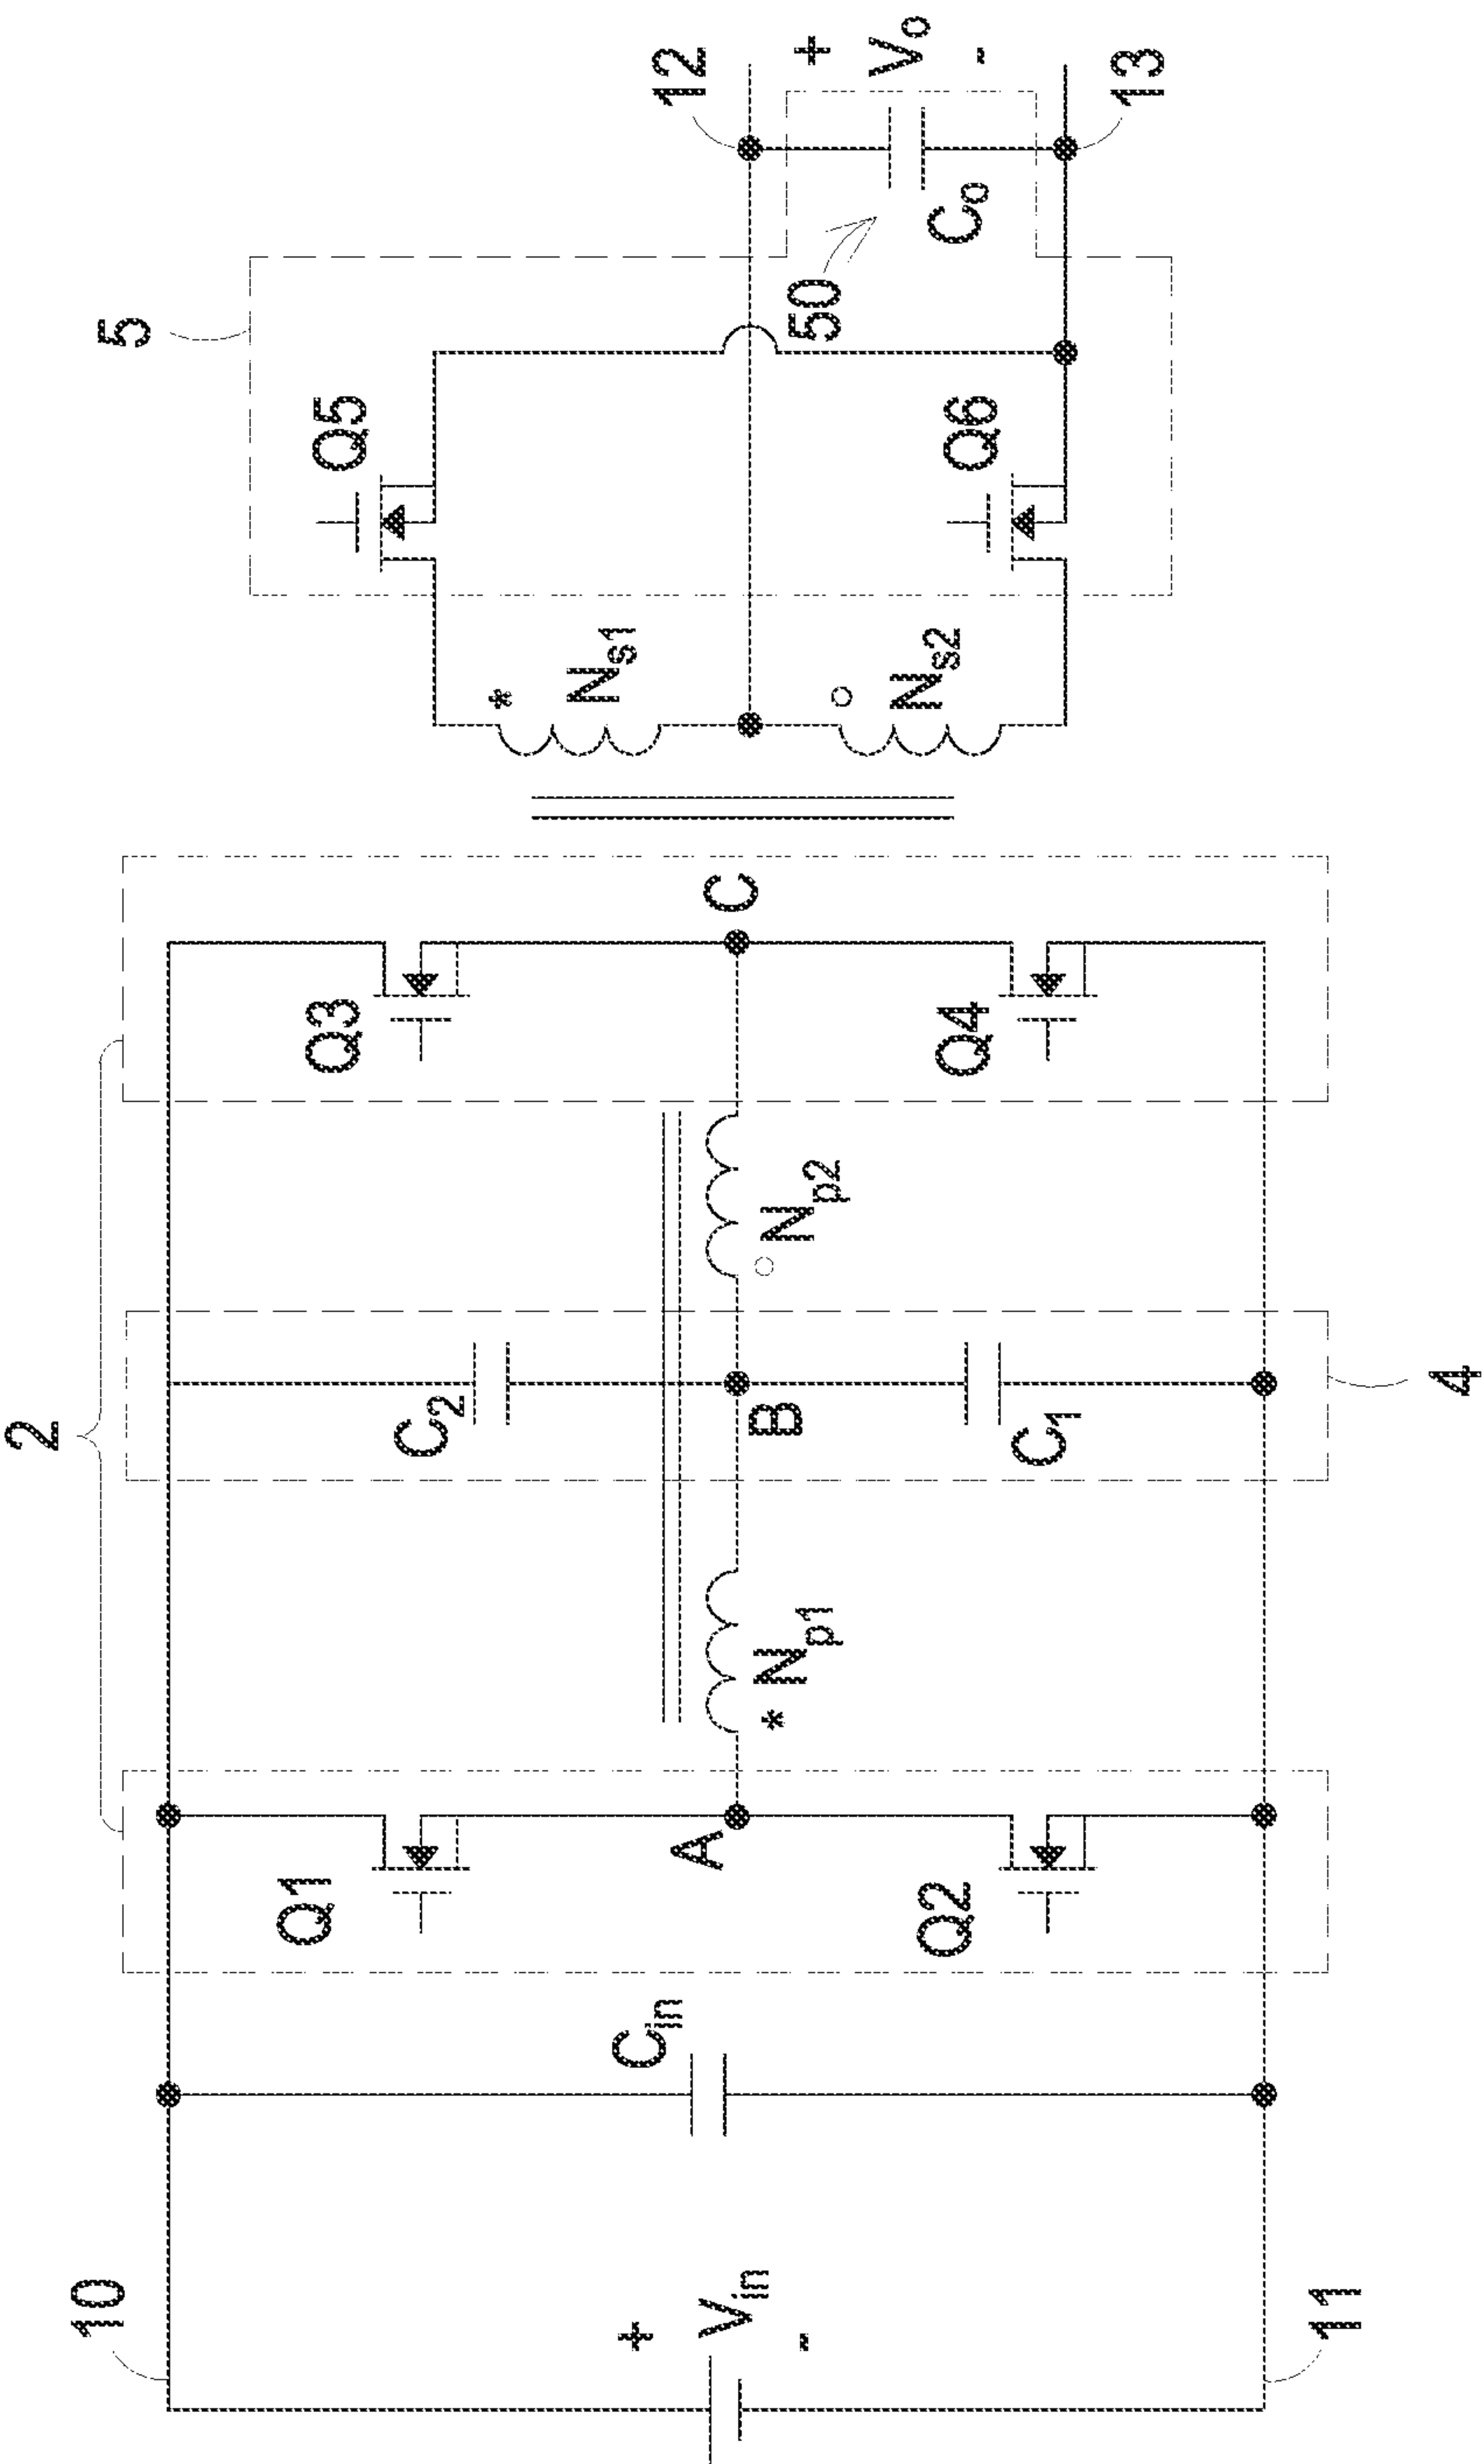 2
10
11
+
Vin
-
Cin
Q1
Q2
A
* Np1
C2
B
C1
4
○ Np2
Q3
Q4
C
*
Ns1
○
Ns2
5
Q5
Q6
50
Co
12
+
Vo
-
13